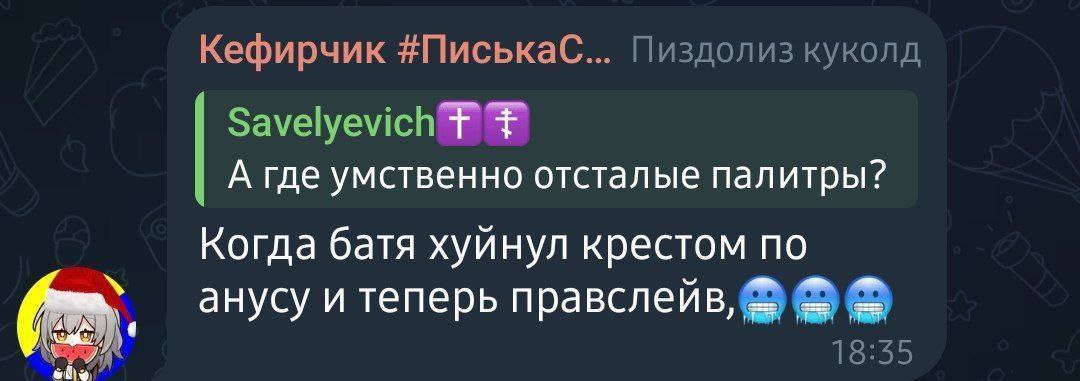 Кефирчик #ПиськаС... Пиздолиз куколд
Savelyevich✝️☦️
А где умственно отсталые палитры?
Когда батя хуйнул крестом по
анусу и теперь правслейв,🥶🥶🥶
18:35